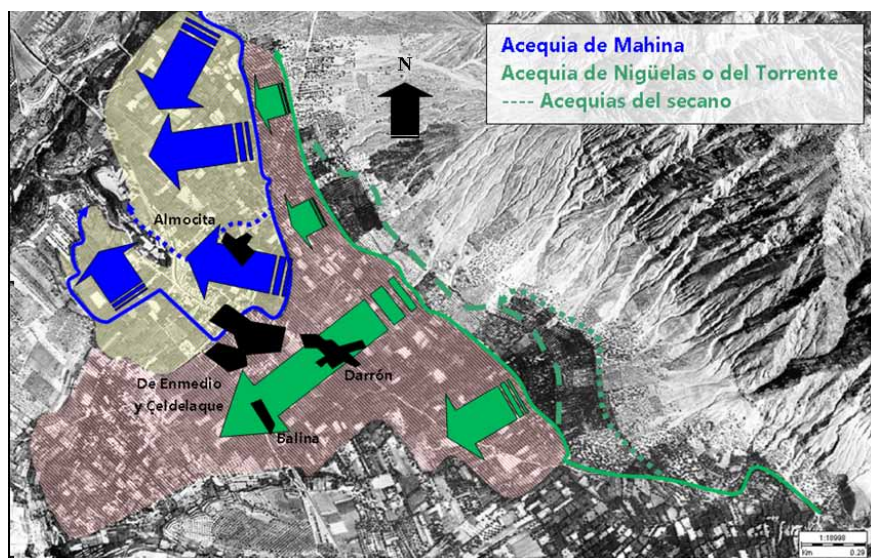 Acequia de Mahina
Acequia de Nigüelas o del Torrente
---- Acequias del secano
N
Almocita
De Enmedio
y Celdelaque
Darrón
Balina
1:18998
Km. 0.29